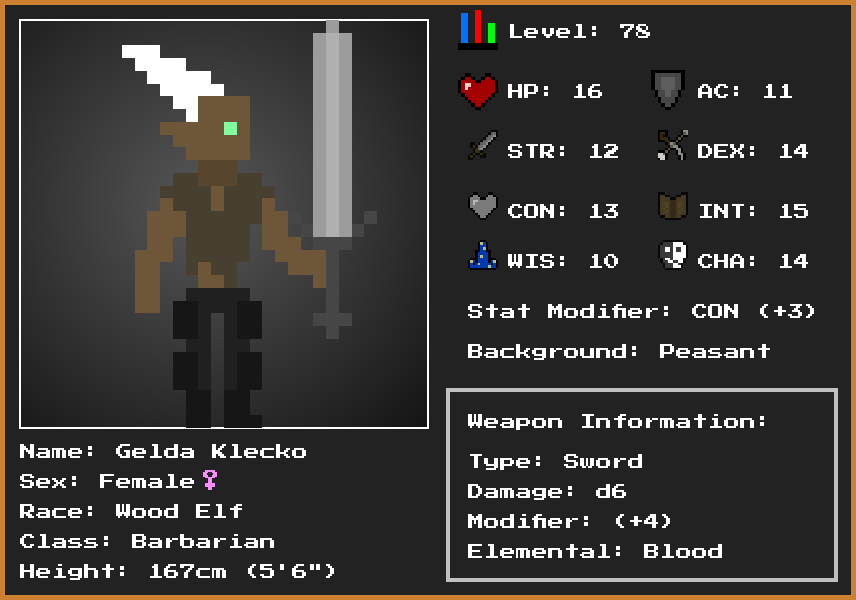 Level: 78
HP: 16
AC: 11
STR: 12
DEX: 14
CON: 13
INT: 15
WIS: 10
CHA: 14
Stat Modifier: CON (+3)
Background: Peasant
Weapon Information:
Type: Sword
Damage: d6
Modifier: (+4)
Elemental: Blood
Name: Gelda Klecko
Sex: Female♀
Race: Wood Elf
Class: Barbarian
Height: 167cm (5'6")